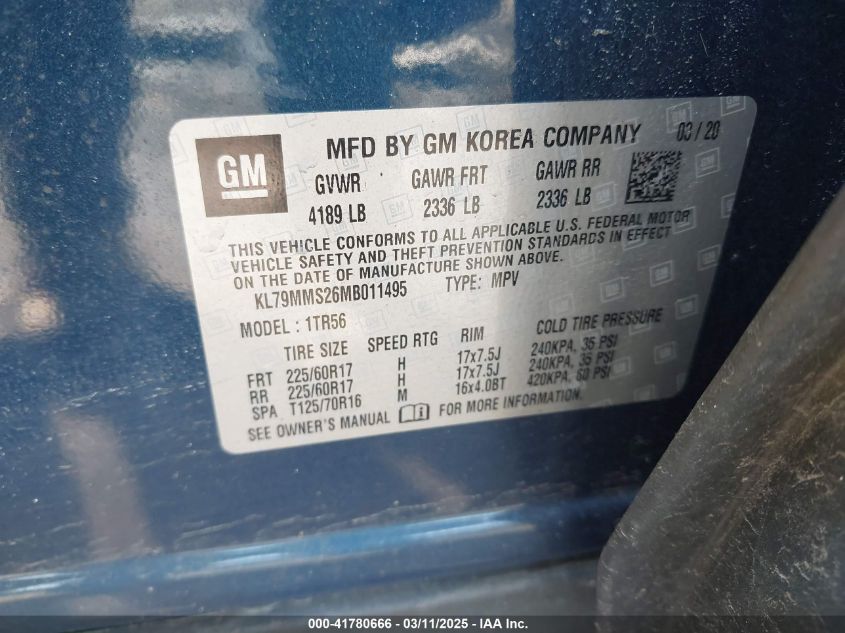 GM
MFD BY GM KOREA COMPANY 03/20
GVWR GAWR FRT GAWR RR
4189 LB 2336 LB 2336 LB
THIS VEHICLE CONFORMS TO ALL APPLICABLE U.S. FEDERAL MOTOR
VEHICLE SAFETY AND THEFT PREVENTION STANDARDS IN EFFECT
ON THE DATE OF MANUFACTURE SHOWN ABOVE.
KL79MMS26MB011495 TYPE: MPV
MODEL : 1TR56
TIRE SIZE SPEED RTG RIM COLD TIRE PRESSURE
FRT 225/60R17 H 17x7.5J 240KPA, 35 PSI
RR 225/60R17 H 17x7.5J 240KPA, 35 PSI
SPA T125/70R16 M 16x4.0BT 420KPA, 60 PSI
SEE OWNER'S MANUAL FOR MORE INFORMATION.
000-41780666 - 03/11/2025 - IAA Inc.